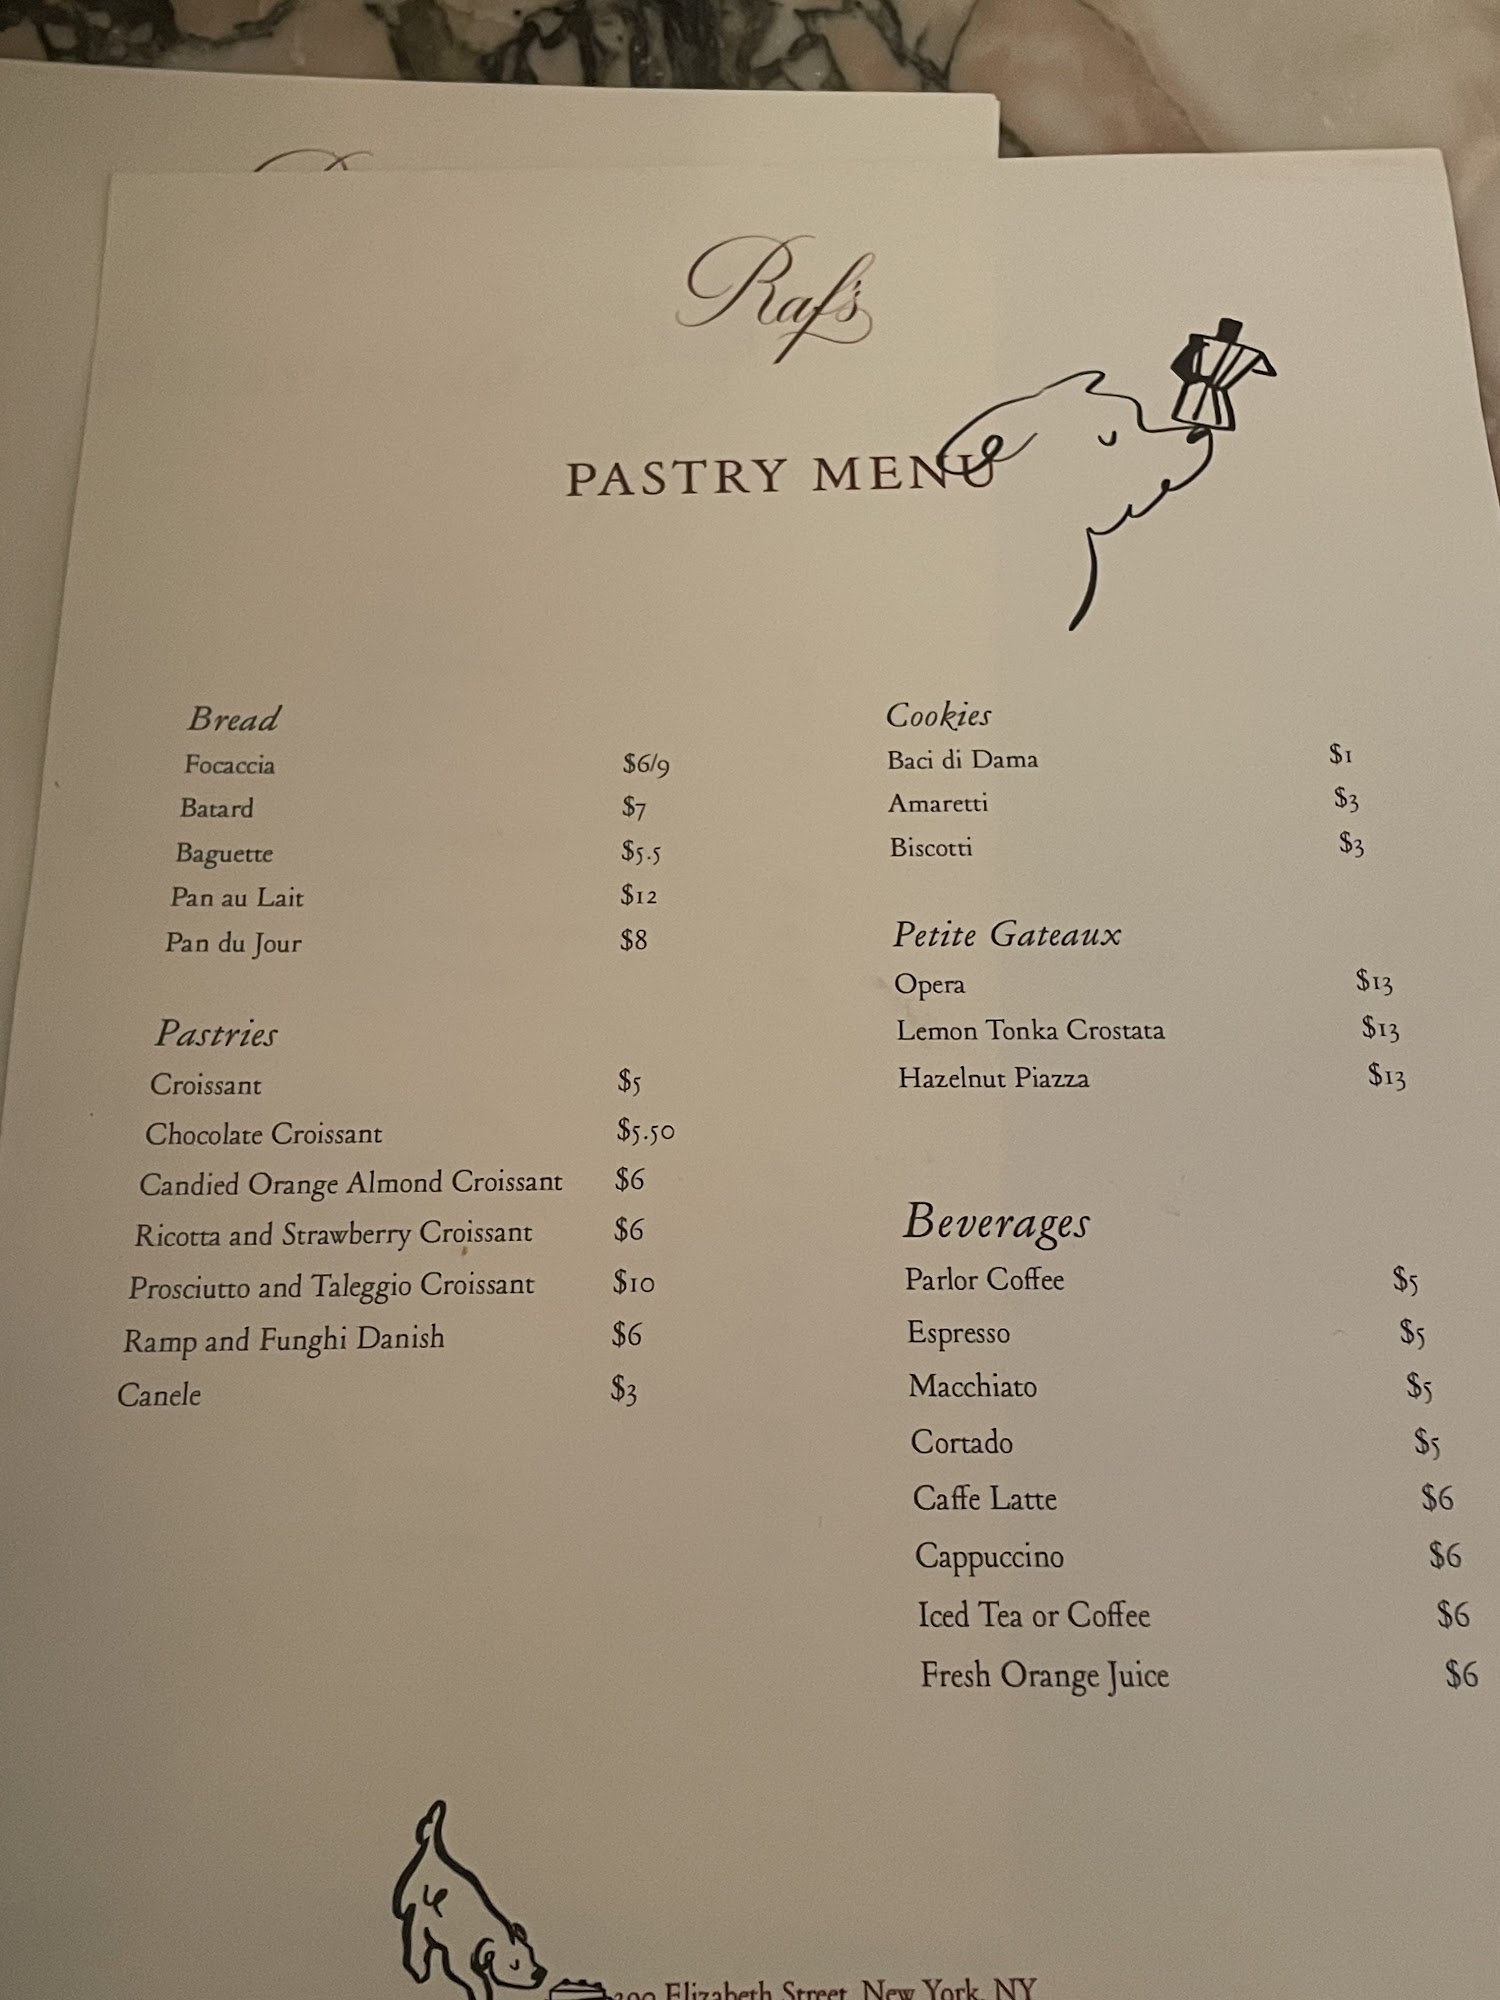 Raf's
PASTRY MENU
Bread
Focaccia $6/9
Batard $7
Baguette $5.5
Pan au Lait $12
Pan du Jour $8
Pastries
Croissant $5
Chocolate Croissant $5.50
Candied Orange Almond Croissant $6
Ricotta and Strawberry Croissant $6
Prosciutto and Taleggio Croissant $10
Ramp and Funghi Danish $6
Canele $3
Cookies
Baci di Dama $1
Amaretti $3
Biscotti $3
Petite Gateaux
Opera $13
Lemon Tonka Crostata $13
Hazelnut Piazza $13
Beverages
Parlor Coffee $5
Espresso $5
Macchiato $5
Cortado $5
Caffe Latte $6
Cappuccino $6
Iced Tea or Coffee $6
Fresh Orange Juice $6
Elizabeth Street, New York, NY